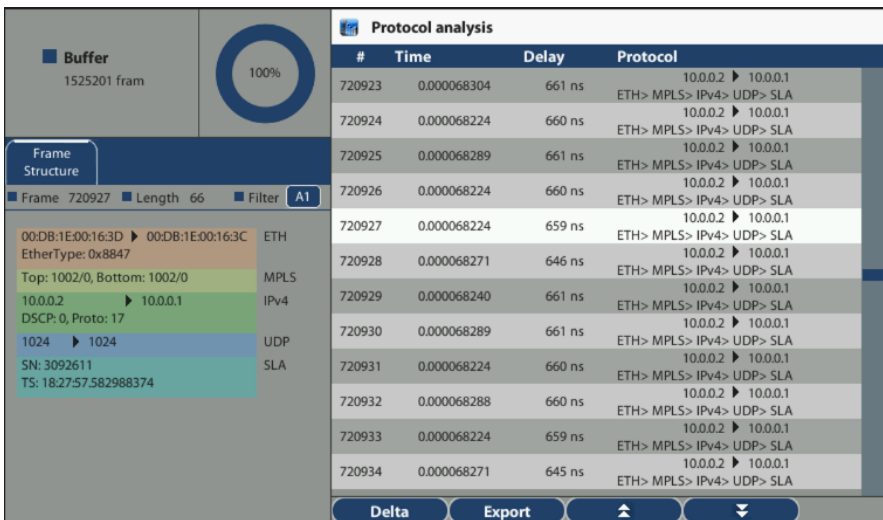 Buffer
1525201 fram
100%
Frame
Structure
Frame 720927 Length 66 Filter A1
00:DB:1E:00:16:3D 00:DB:1E:00:16:3C ETH
EtherType: 0x8847
Top: 1002/0, Bottom: 1002/0 MPLS
10.0.0.2 10.0.0.1 IPv4
DSCP: 0, Proto: 17
1024 1024 UDP
SN: 3092611 SLA
TS: 18:27:57.582988374
Protocol analysis
# Time Delay Protocol
720923 0.000068304 661 ns 10.0.0.2 10.0.0.1
ETH> MPLS> IPv4> UDP> SLA
720924 0.000068224 660 ns 10.0.0.2 10.0.0.1
ETH> MPLS> IPv4> UDP> SLA
720925 0.000068289 661 ns 10.0.0.2 10.0.0.1
ETH> MPLS> IPv4> UDP> SLA
720926 0.000068224 660 ns 10.0.0.2 10.0.0.1
ETH> MPLS> IPv4> UDP> SLA
720927 0.000068224 659 ns 10.0.0.2 10.0.0.1
ETH> MPLS> IPv4> UDP> SLA
720928 0.000068271 646 ns 10.0.0.2 10.0.0.1
ETH> MPLS> IPv4> UDP> SLA
720929 0.000068240 661 ns 10.0.0.2 10.0.0.1
ETH> MPLS> IPv4> UDP> SLA
720930 0.000068289 661 ns 10.0.0.2 10.0.0.1
ETH> MPLS> IPv4> UDP> SLA
720931 0.000068224 660 ns 10.0.0.2 10.0.0.1
ETH> MPLS> IPv4> UDP> SLA
720932 0.000068288 660 ns 10.0.0.2 10.0.0.1
ETH> MPLS> IPv4> UDP> SLA
720933 0.000068224 659 ns 10.0.0.2 10.0.0.1
ETH> MPLS> IPv4> UDP> SLA
720934 0.000068271 645 ns 10.0.0.2 10.0.0.1
ETH> MPLS> IPv4> UDP> SLA
Delta Export